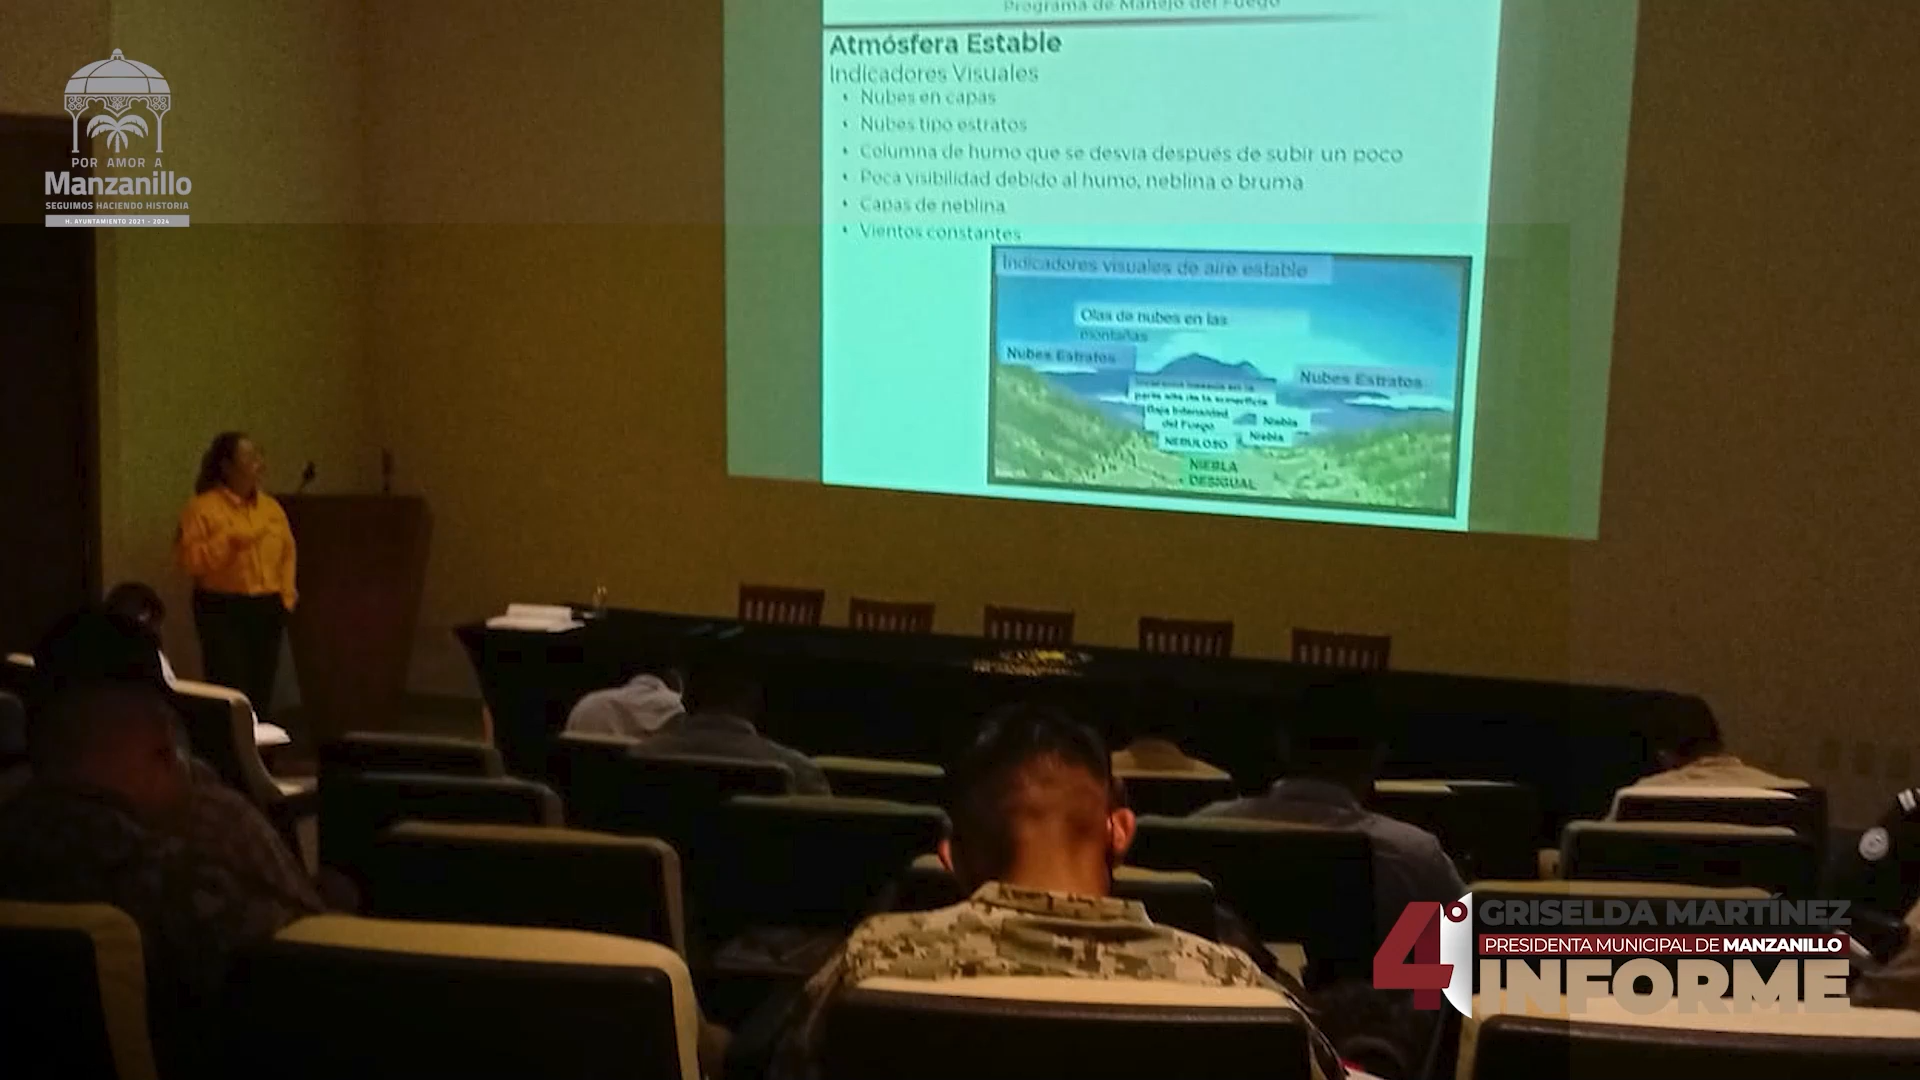 Programa de Manejo del Fuego
Atmósfera Estable
Indicadores Visuales
• Nubes en capas
• Nubes tipo estratos
• Columna de humo que se desvía después de subir un poco
• Poca visibilidad debido al humo, neblina o bruma
• Capas de neblina
• Vientos constantes
Indicadores visuales de aire estable
Olas de nubes en las
montañas
Nubes Estratos
Nubes Estratos
parte alta de la
Baja Intensidad
del Fuego
Niebla
Niebla
NEBULOSO
NIEBLA
DESIGUAL
POR AMOR A
Manzanillo
SEGUIMOS HACIENDO HISTORIA
H. AYUNTAMIENTO 2021 - 2024
4° GRISELDA MARTÍNEZ
PRESIDENTA MUNICIPAL DE MANZANILLO
INFORME